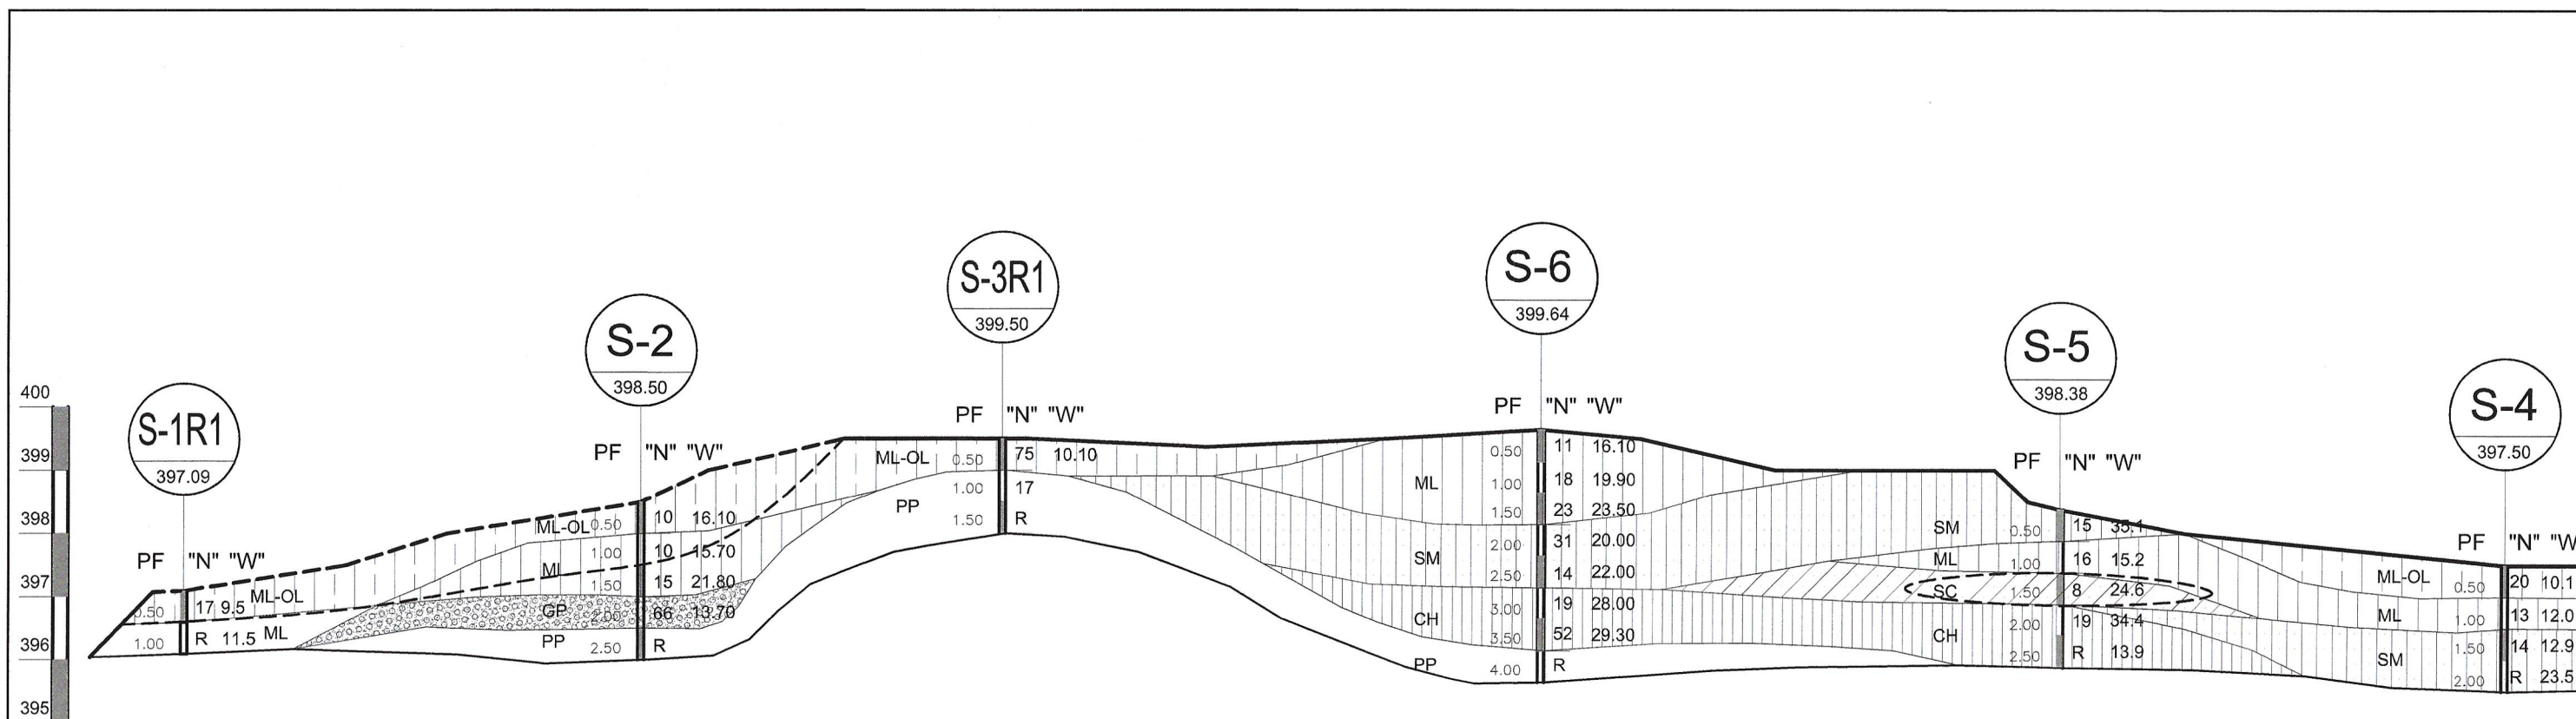 S-1R1
397.09
PF "N" "W"
0.50 17 9.5 ML-OL
1.00 R 11.5 ML
S-2
398.50
PF "N" "W"
ML-OL 0.50 10 16.10
1.00 10 15.70
ML 1.50 15 21.80
GP 2.00 66 13.70
PP 2.50 R
S-3R1
399.50
PF "N" "W"
ML-OL 0.50 75 10.10
PP 1.00 17
1.50 R
S-6
399.64
PF "N" "W"
0.50 11 16.10
ML 1.00 18 19.90
1.50 23 23.50
2.00 31 20.00
SM 2.50 14 22.00
3.00 19 28.00
CH 3.50 52 29.30
PP 4.00 R
S-5
398.38
PF "N" "W"
SM 0.50 15 35.1
ML 1.00 16 15.2
SC 1.50 8 24.6
2.00 19 34.4
CH 2.50 R 13.9
S-4
397.50
PF "N" "W
ML-OL 0.50 20 10.1
ML 1.00 13 12.0
1.50 14 12.9
SM 2.00 R 23.5
400
399
398
397
396
395